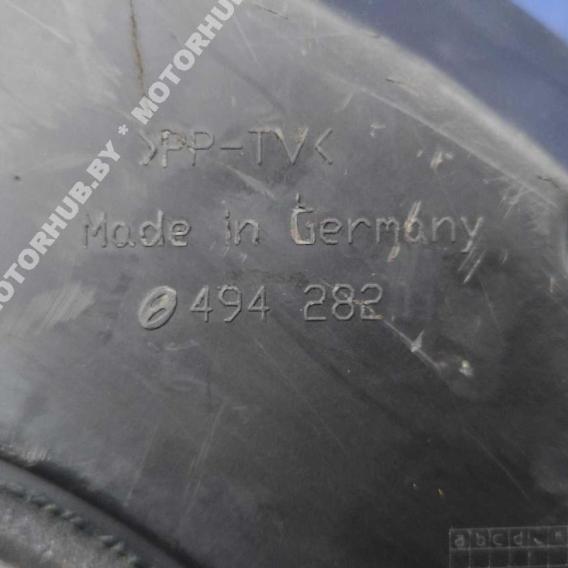 MOTORHUB.BY * MOTORHUB
>PP-TV<
Made in Germany
494 282
a b c d